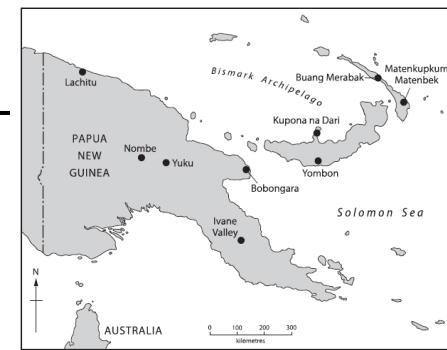 Matenkupkum
Matenbek
Buang Merabak
Lachitu
Bismark Archipelago
Kupona na Dari
PAPUA
NEW
GUINEA
Nombe
Yuku
Yombon
Bobongara
Solomon Sea
Ivane
Valley
N
AUSTRALIA
0 100 200 300
kilometres